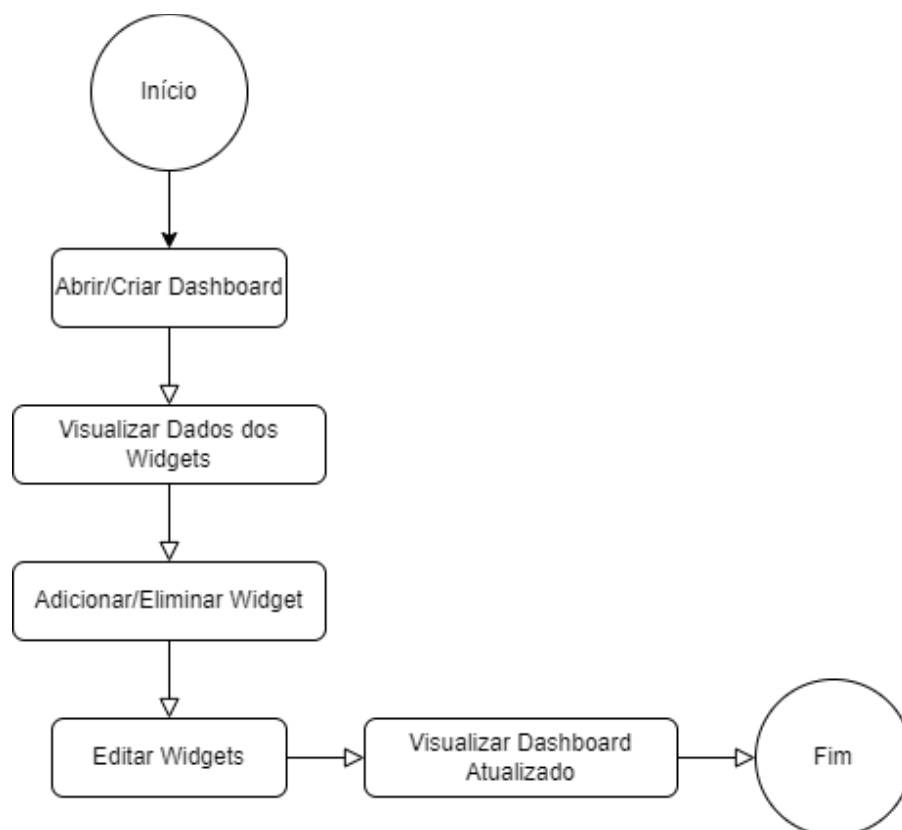 Início
Abrir/Criar Dashboard
Visualizar Dados dos
Widgets
Adicionar/Eliminar Widget
Editar Widgets
Visualizar Dashboard
Atualizado
Fim